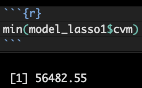 ```{r}
min(model_lasso1$cvm)
```
[1] 56482.55